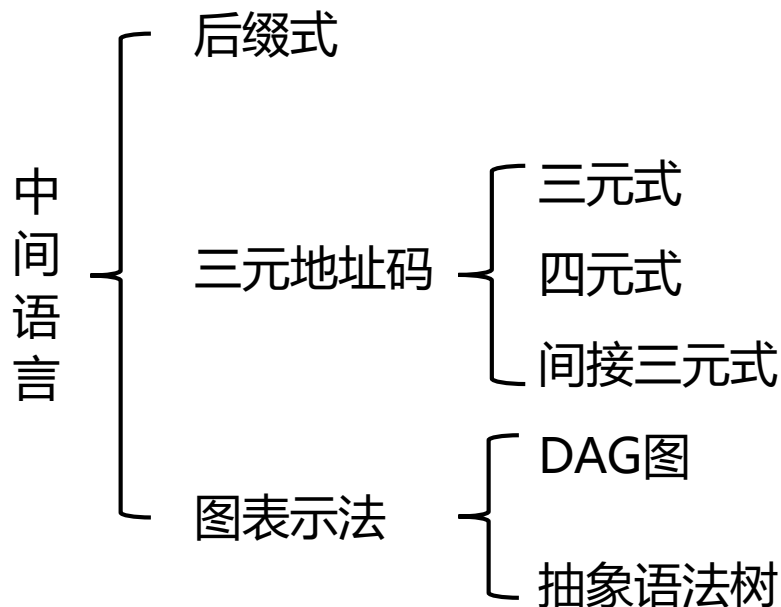 中间语言
后缀式
三元地址码
三元式
四元式
间接三元式
图表示法
DAG图
抽象语法树